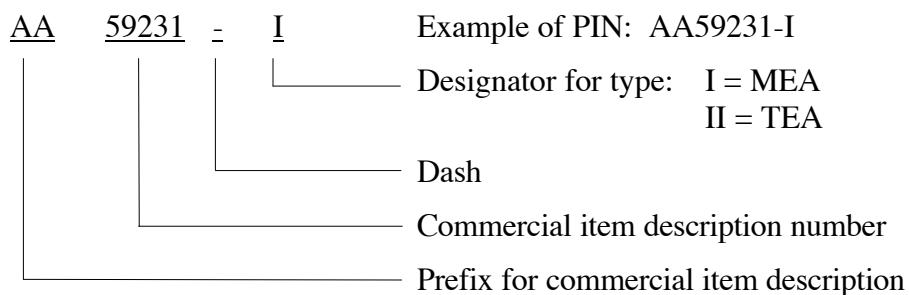 AA 59231 - I Example of PIN: AA59231-I
Designator for type: I = MEA
II = TEA
Dash
Commercial item description number
Prefix for commercial item description